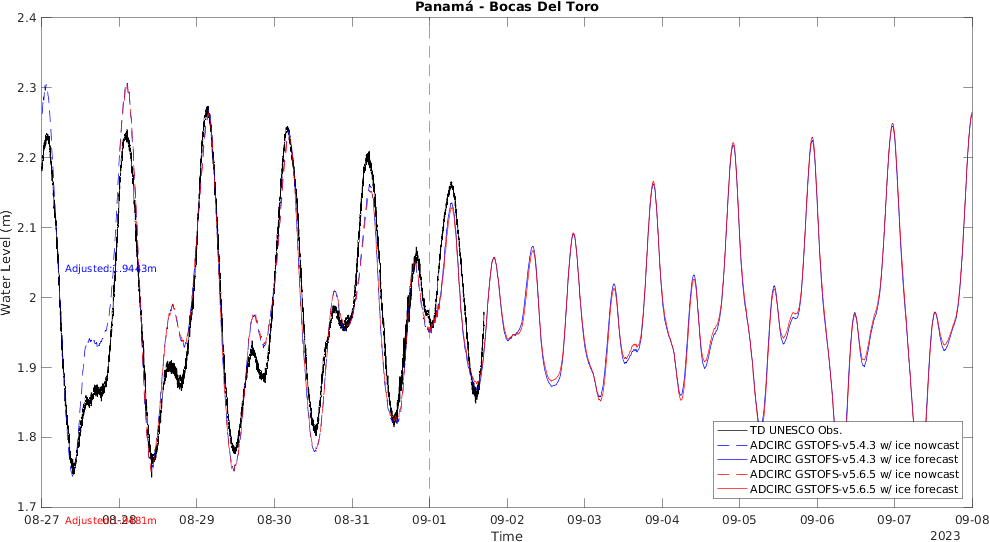 Panamá - Bocas Del Toro
2.4
2.3
2.2
2.1
2
1.9
1.8
1.7
Water Level (m)
Adjusted:1.9443m
TD UNESCO Obs.
ADCIRC GSTOFS-v5.4.3 w/ ice nowcast
ADCIRC GSTOFS-v5.4.3 w/ ice forecast
ADCIRC GSTOFS-v5.6.5 w/ ice nowcast
ADCIRC GSTOFS-v5.6.5 w/ ice forecast
08-27 08-28 08-29 08-30 08-31 09-01 09-02 09-03 09-04 09-05 09-06 09-07 09-08
Time
2023